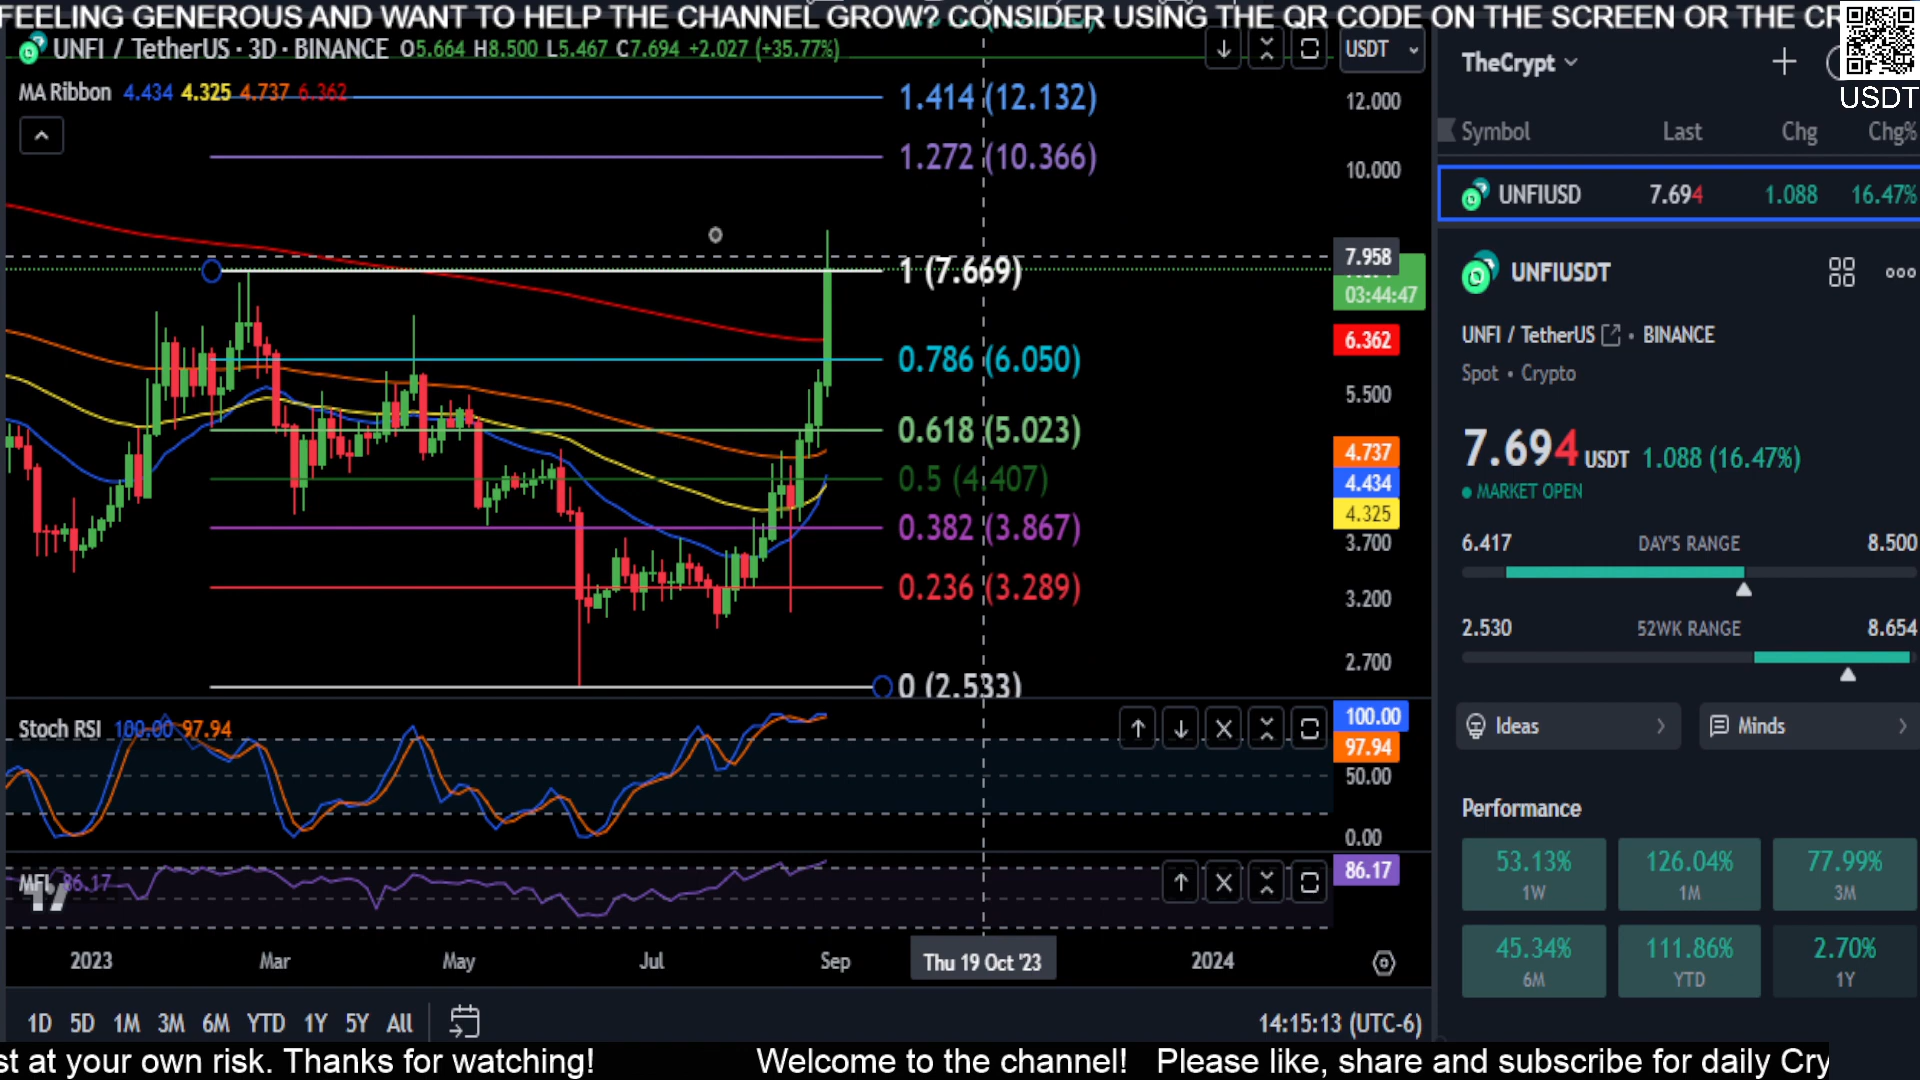 FEELING GENEROUS AND WANT TO HELP THE CHANNEL GROW? CONSIDER USING THE QR CODE ON THE SCREEN OR THE CR
UNFI / TetherUS · 3D · BINANCE O5.664 H8.500 L5.467 C7.694 +2.027 (+35.77%)
USDT
MA Ribbon 4.434 4.325 4.737 6.362
1.414 (12.132)
1.272 (10.366)
1 (7.669)
0.786 (6.050)
0.618 (5.023)
0.5 (4.407)
0.382 (3.867)
0.236 (3.289)
0 (2.533)
12.000
10.000
7.958
03:44:47
6.362
5.500
4.737
4.434
4.325
3.700
3.200
2.700
Stoch RSI 100.00 97.94
100.00
97.94
50.00
0.00
MFI 86.17
86.17
2023 Mar May Jul Sep Thu 19 Oct '23 2024
1D 5D 1M 3M 6M YTD 1Y 5Y All
14:15:13 (UTC-6)
TheCrypt
USDT
Symbol Last Chg Chg%
UNFIUSD 7.694 1.088 16.47%
UNFIUSDT
UNFI / TetherUS · BINANCE
Spot • Crypto
7.694 USDT 1.088 (16.47%)
MARKET OPEN
6.417 DAY'S RANGE 8.500
2.530 52WK RANGE 8.654
Ideas
Minds
Performance
53.13% 126.04% 77.99%
1W 1M 3M
45.34% 111.86% 2.70%
6M YTD 1Y
st at your own risk. Thanks for watching! Welcome to the channel! Please like, share and subscribe for daily Cry